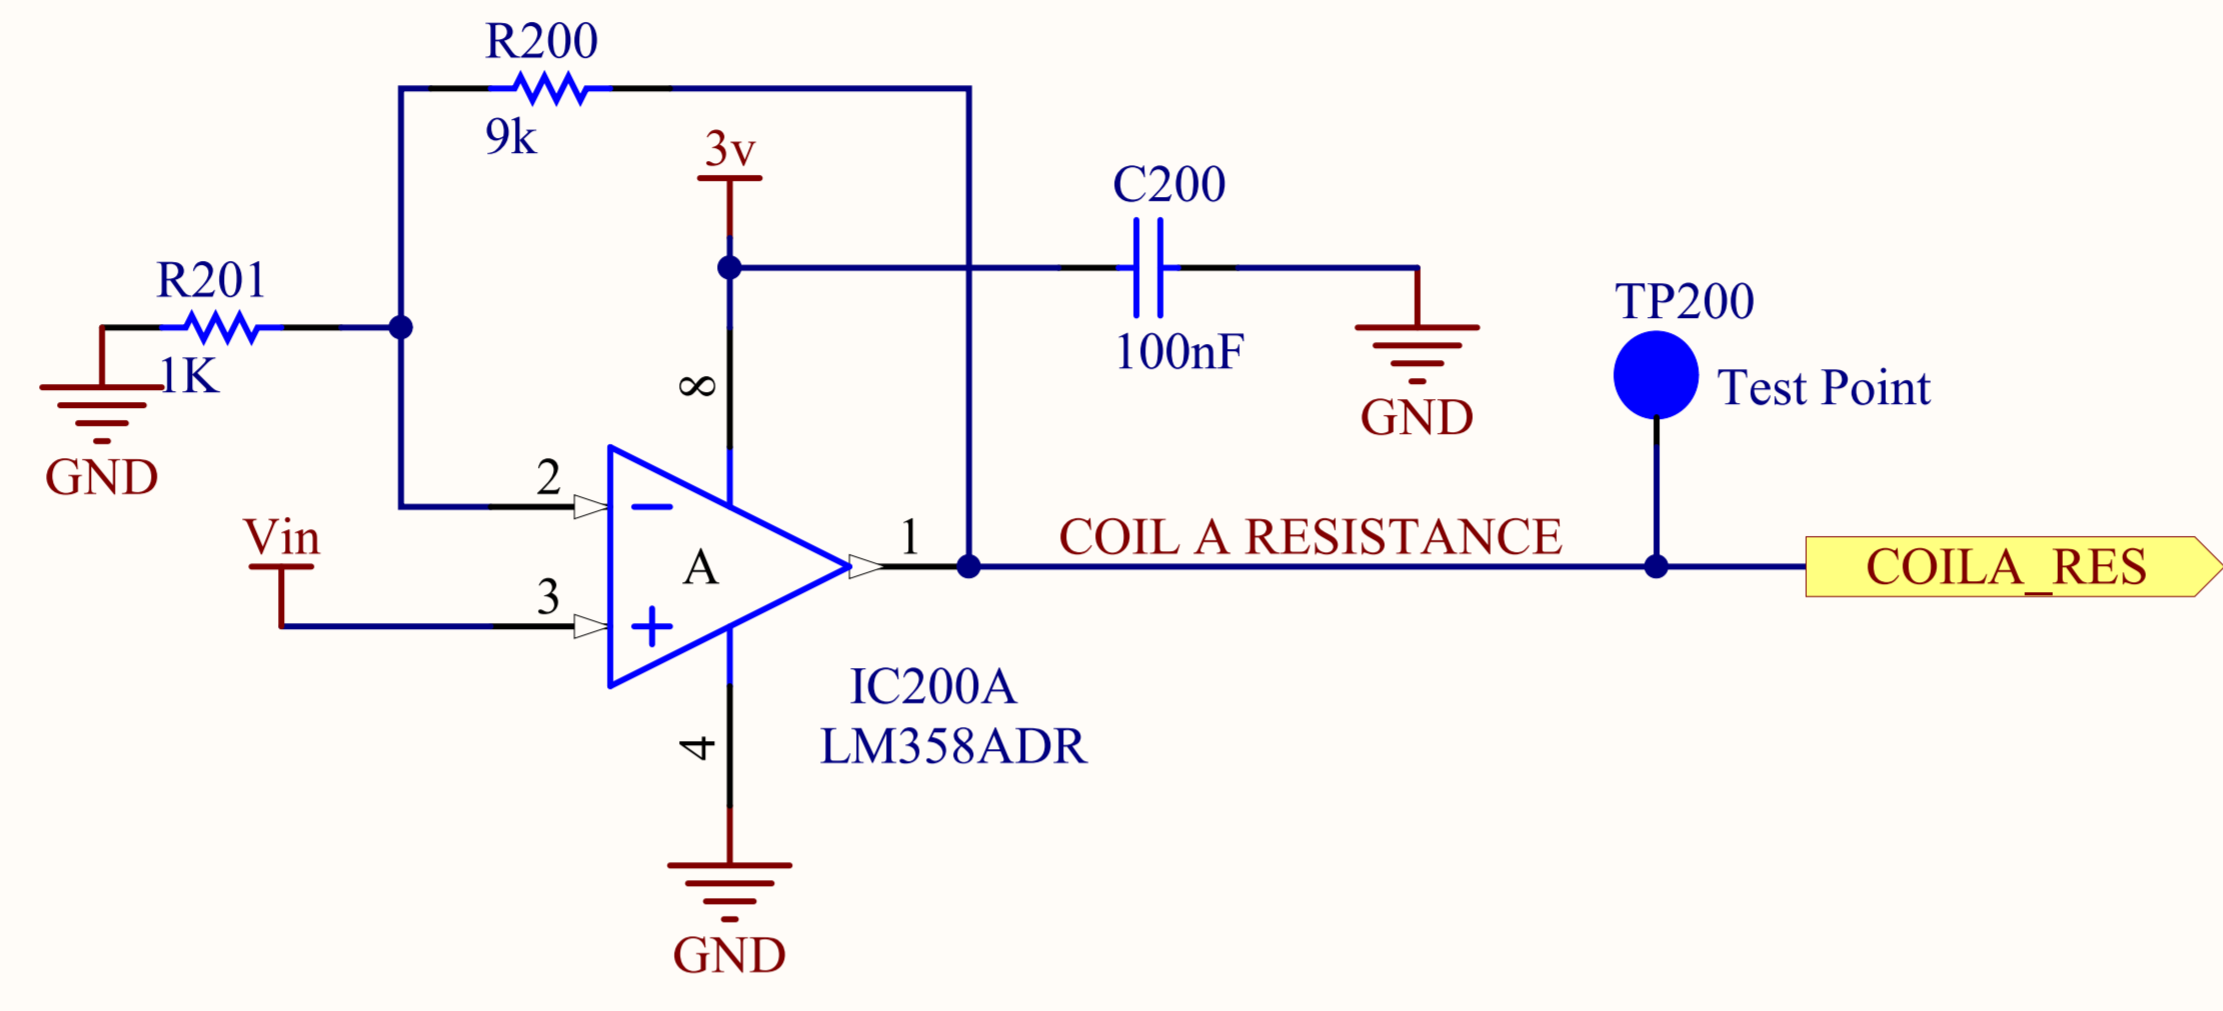 R200
9k
3v
C200
100nF
GND
R201
1K
GND
TP200
Test Point
8
2
Vin
3
A
1
COIL A RESISTANCE
COILA_RES
IC200A
LM358ADR
4
GND